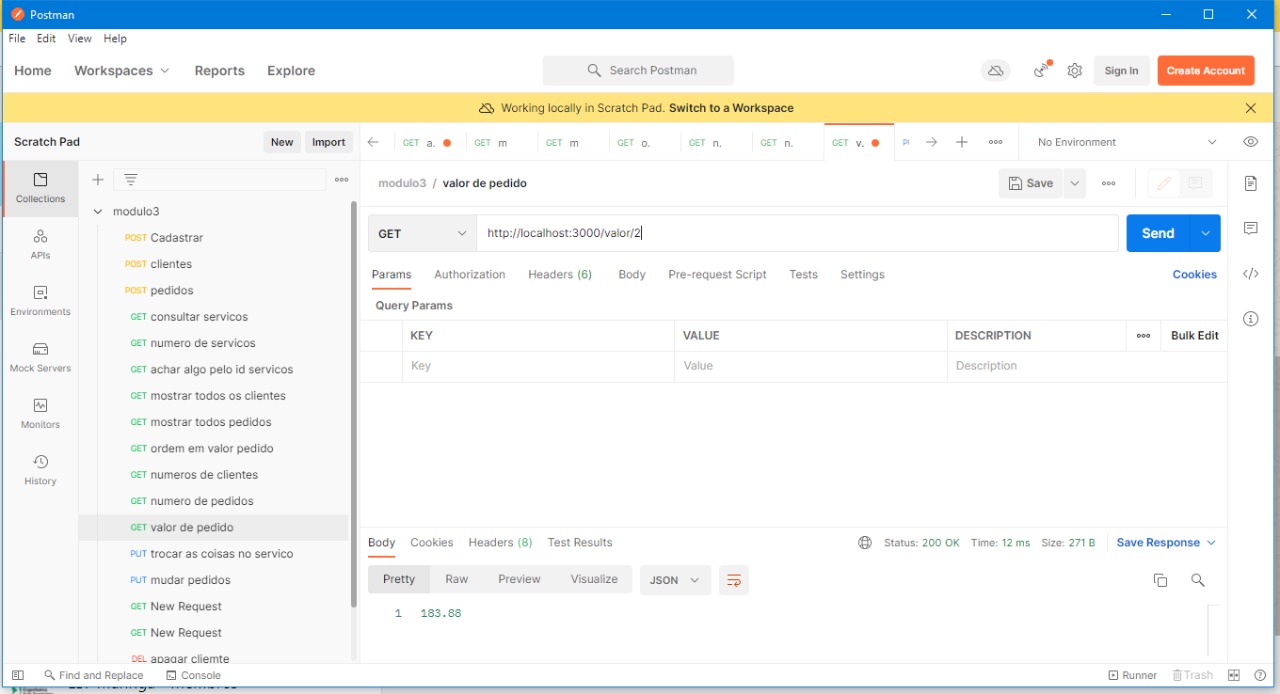 Postman
File Edit View Help
Home Workspaces Reports Explore
Search Postman
Sign In
Create Account
Working locally in Scratch Pad. Switch to a Workspace
Scratch Pad
New
Import
GET a.
GET m
GET m
GET o.
GET n.
GET n.
GET v.
No Environment
Collections
APIs
Environments
Mock Servers
Monitors
History
modulo3
POST Cadastrar
POST clientes
POST pedidos
GET consultar servicos
GET numero de servicos
GET achar algo pelo id servicos
GET mostrar todos os clientes
GET mostrar todos pedidos
GET ordem em valor pedido
GET numeros de clientes
GET numero de pedidos
GET valor de pedido
PUT trocar as coisas no servico
PUT mudar pedidos
GET New Request
GET New Request
DEL apagar cliemte
modulo3 / valor de pedido
Save
GET
http://localhost:3000/valor/2
Send
Params Authorization Headers (6) Body Pre-request Script Tests Settings
Cookies
Query Params
KEY VALUE DESCRIPTION
Bulk Edit
Key Value Description
Body Cookies Headers (8) Test Results
Status: 200 OK Time: 12 ms Size: 271 B
Save Response
Pretty Raw Preview Visualize
JSON
1 183.88
Find and Replace
Console
Runner
Trash